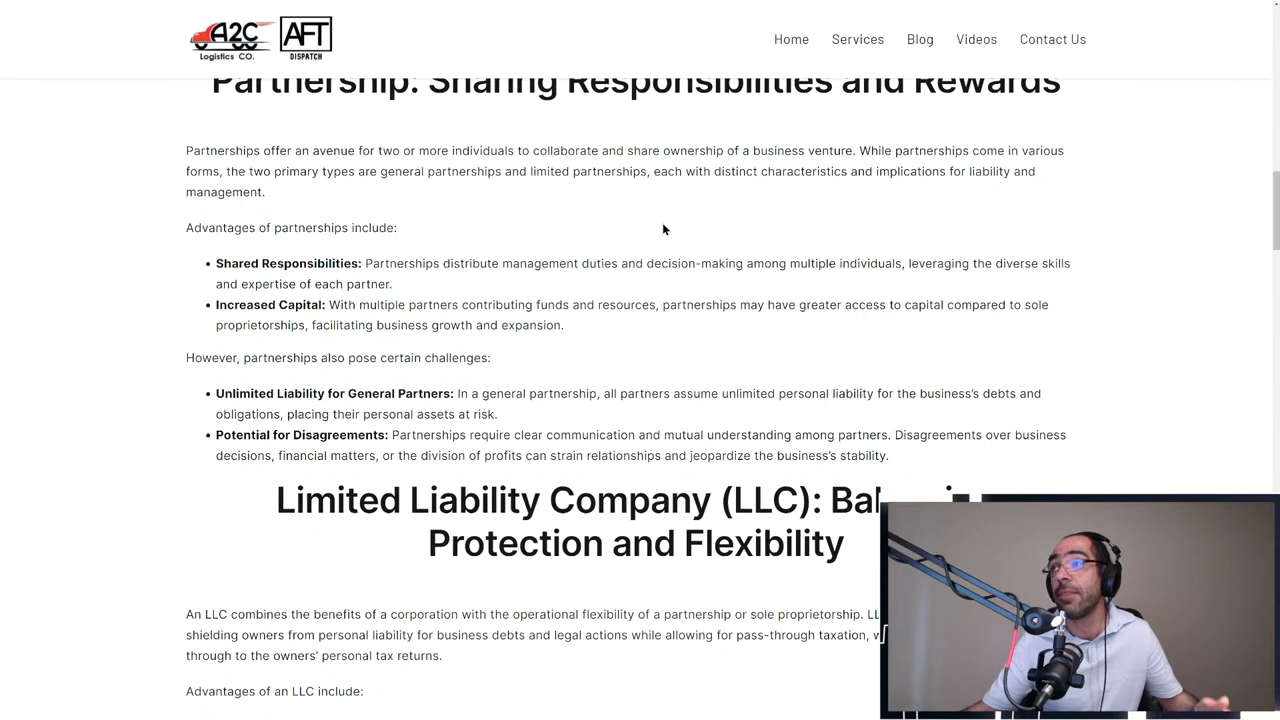 A2C
Logistics CO.
AFT
DISPATCH
Home
Services
Blog
Videos
Contact Us
Partnership: Sharing Responsibilities and Rewards
Partnerships offer an avenue for two or more individuals to collaborate and share ownership of a business venture. While partnerships come in various
forms, the two primary types are general partnerships and limited partnerships, each with distinct characteristics and implications for liability and
management.
Advantages of partnerships include:
• Shared Responsibilities: Partnerships distribute management duties and decision-making among multiple individuals, leveraging the diverse skills
and expertise of each partner.
• Increased Capital: With multiple partners contributing funds and resources, partnerships may have greater access to capital compared to sole
proprietorships, facilitating business growth and expansion.
However, partnerships also pose certain challenges:
• Unlimited Liability for General Partners: In a general partnership, all partners assume unlimited personal liability for the business's debts and
obligations, placing their personal assets at risk.
• Potential for Disagreements: Partnerships require clear communication and mutual understanding among partners. Disagreements over business
decisions, financial matters, or the division of profits can strain relationships and jeopardize the business's stability.
Limited Liability Company (LLC):
Protection and Flexibility
An LLC combines the benefits of a corporation with the operational flexibility of a partnership or sole proprietorship.
shielding owners from personal liability for business debts and legal actions while allowing for pass-through taxation,
through to the owners' personal tax returns.
Advantages of an LLC include: